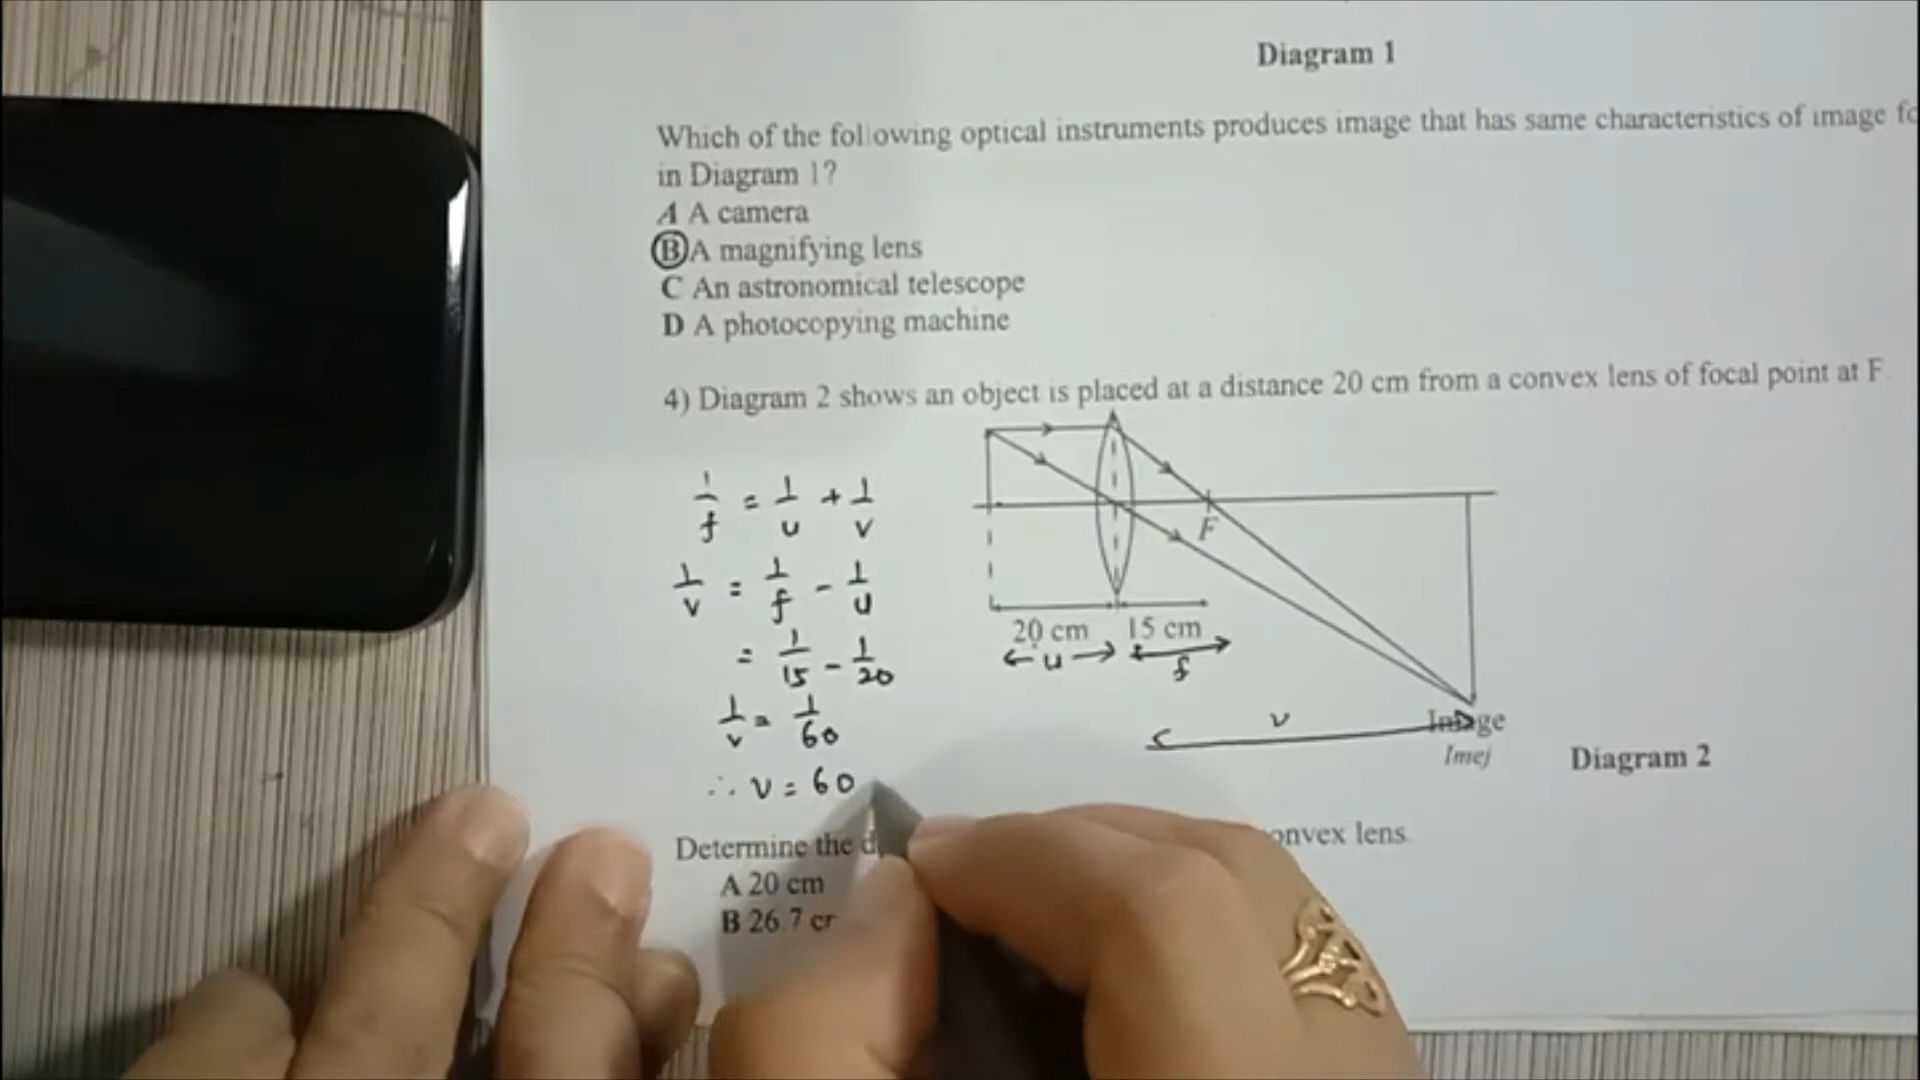 Diagram 1
Which of the following optical instruments produces image that has same characteristics of image
in Diagram 1?
A A camera
B A magnifying lens
C An astronomical telescope
D A photocopying machine
4) Diagram 2 shows an object is placed at a distance 20 cm from a convex lens of focal point at F.
F
20 cm 15 cm
u f
v
Image
Imej
Diagram 2
1/f = 1/u + 1/v
1/v = 1/f - 1/u
= 1/15 - 1/20
1/v = 1/60
∴ v = 60
Determine the convex lens.
A 20 cm
B 26.7